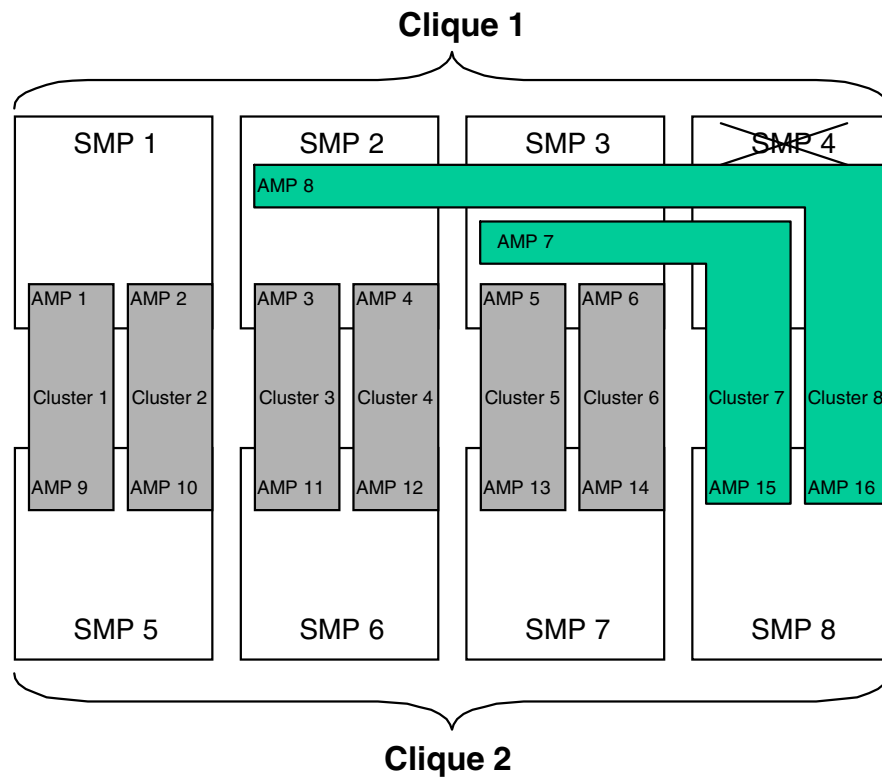 Clique 1
SMP 1 SMP 2 SMP 3 SMP 4
AMP 8
AMP 7
AMP 1 AMP 2 AMP 3 AMP 4 AMP 5 AMP 6
Cluster 1 Cluster 2 Cluster 3 Cluster 4 Cluster 5 Cluster 6 Cluster 7 Cluster 8
AMP 9 AMP 10 AMP 11 AMP 12 AMP 13 AMP 14 AMP 15 AMP 16
SMP 5 SMP 6 SMP 7 SMP 8
Clique 2